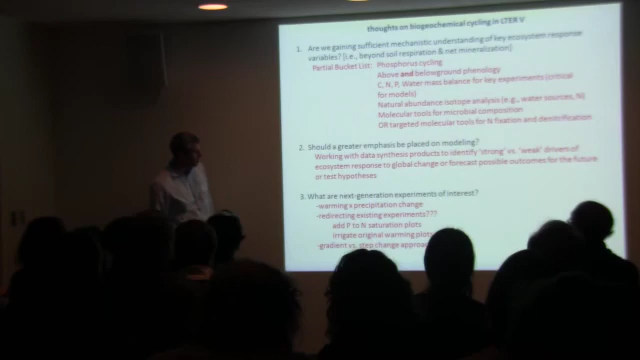 thoughts on biogeochemical cycling in LTER V
1. Are we gaining sufficient mechanistic understanding of key ecosystem response
variables? [i.e., beyond soil respiration & net mineralization]
Partial Bucket List: Phosphorus cycling
Above and belowground phenology
C, N, P, Water mass balance for key experiments (critical
for models)
Natural abundance isotope analysis (e.g., water sources, N)
Molecular tools for microbial composition
OR targeted molecular tools for N fixation and denitrification
2. Should a greater emphasis be placed on modeling?
Working with data synthesis products to identify 'strong' vs. 'weak' drivers of
ecosystem response to global change or forecast possible outcomes for the future
or test hypotheses
3. What are next-generation experiments of interest?
-warming x precipitation change
-redirecting existing experiments???
add P to N saturation plots
irrigate original warming plots
-gradient vs. step change